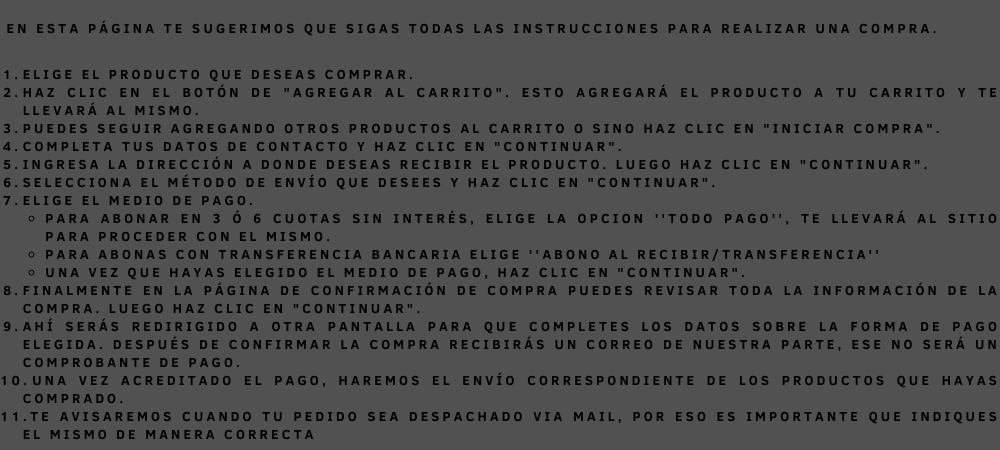 EN ESTA PÁGINA TE SUGERIMOS QUE SIGAS TODAS LAS INSTRUCCIONES PARA REALIZAR UNA COMPRA.
1. ELIGE EL PRODUCTO QUE DESEAS COMPRAR.
2. HAZ CLIC EN EL BOTÓN DE "AGREGAR AL CARRITO". ESTO AGREGARÁ EL PRODUCTO A TU CARRITO Y TE
LLEVARÁ AL MISMO.
3. PUEDES SEGUIR AGREGANDO OTROS PRODUCTOS AL CARRITO O SINO HAZ CLIC EN "INICIAR COMPRA".
4. COMPLETA TUS DATOS DE CONTACTO Y HAZ CLIC EN "CONTINUAR".
5. INGRESA LA DIRECCIÓN A DONDE DESEAS RECIBIR EL PRODUCTO. LUEGO HAZ CLIC EN "CONTINUAR".
6. SELECCIONA EL MÉTODO DE ENVÍO QUE DESEES Y HAZ CLIC EN "CONTINUAR".
7. ELIGE EL MEDIO DE PAGO.
◦ PARA ABONAR EN 3 Ó 6 CUOTAS SIN INTERÉS, ELIGE LA OPCION ''TODO PAGO'', TE LLEVARÁ AL SITIO
PARA PROCEDER CON EL MISMO.
◦ PARA ABONAS CON TRANSFERENCIA BANCARIA ELIGE ''ABONO AL RECIBIR/TRANSFERENCIA''
◦ UNA VEZ QUE HAYAS ELEGIDO EL MEDIO DE PAGO, HAZ CLIC EN "CONTINUAR".
8. FINALMENTE EN LA PÁGINA DE CONFIRMACIÓN DE COMPRA PUEDES REVISAR TODA LA INFORMACIÓN DE LA
COMPRA. LUEGO HAZ CLIC EN "CONTINUAR".
9. AHÍ SERÁS REDIRIGIDO A OTRA PANTALLA PARA QUE COMPLETES LOS DATOS SOBRE LA FORMA DE PAGO
ELEGIDA. DESPUÉS DE CONFIRMAR LA COMPRA RECIBIRÁS UN CORREO DE NUESTRA PARTE, ESE NO SERÁ UN
COMPROBANTE DE PAGO.
10. UNA VEZ ACREDITADO EL PAGO, HAREMOS EL ENVÍO CORRESPONDIENTE DE LOS PRODUCTOS QUE HAYAS
COMPRADO.
11. TE AVISAREMOS CUANDO TU PEDIDO SEA DESPACHADO VIA MAIL, POR ESO ES IMPORTANTE QUE INDIQUES
EL MISMO DE MANERA CORRECTA